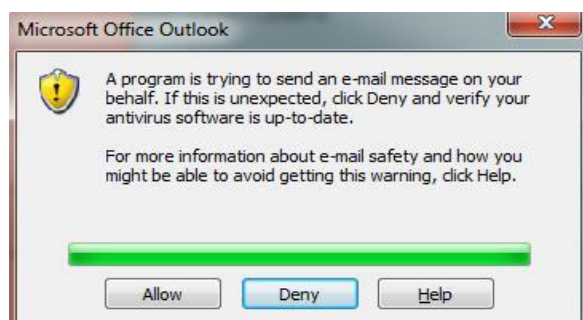 Microsoft Office Outlook
A program is trying to send an e-mail message on your
behalf. If this is unexpected, click Deny and verify your
antivirus software is up-to-date.
For more information about e-mail safety and how you
might be able to avoid getting this warning, click Help.
Allow Deny Help